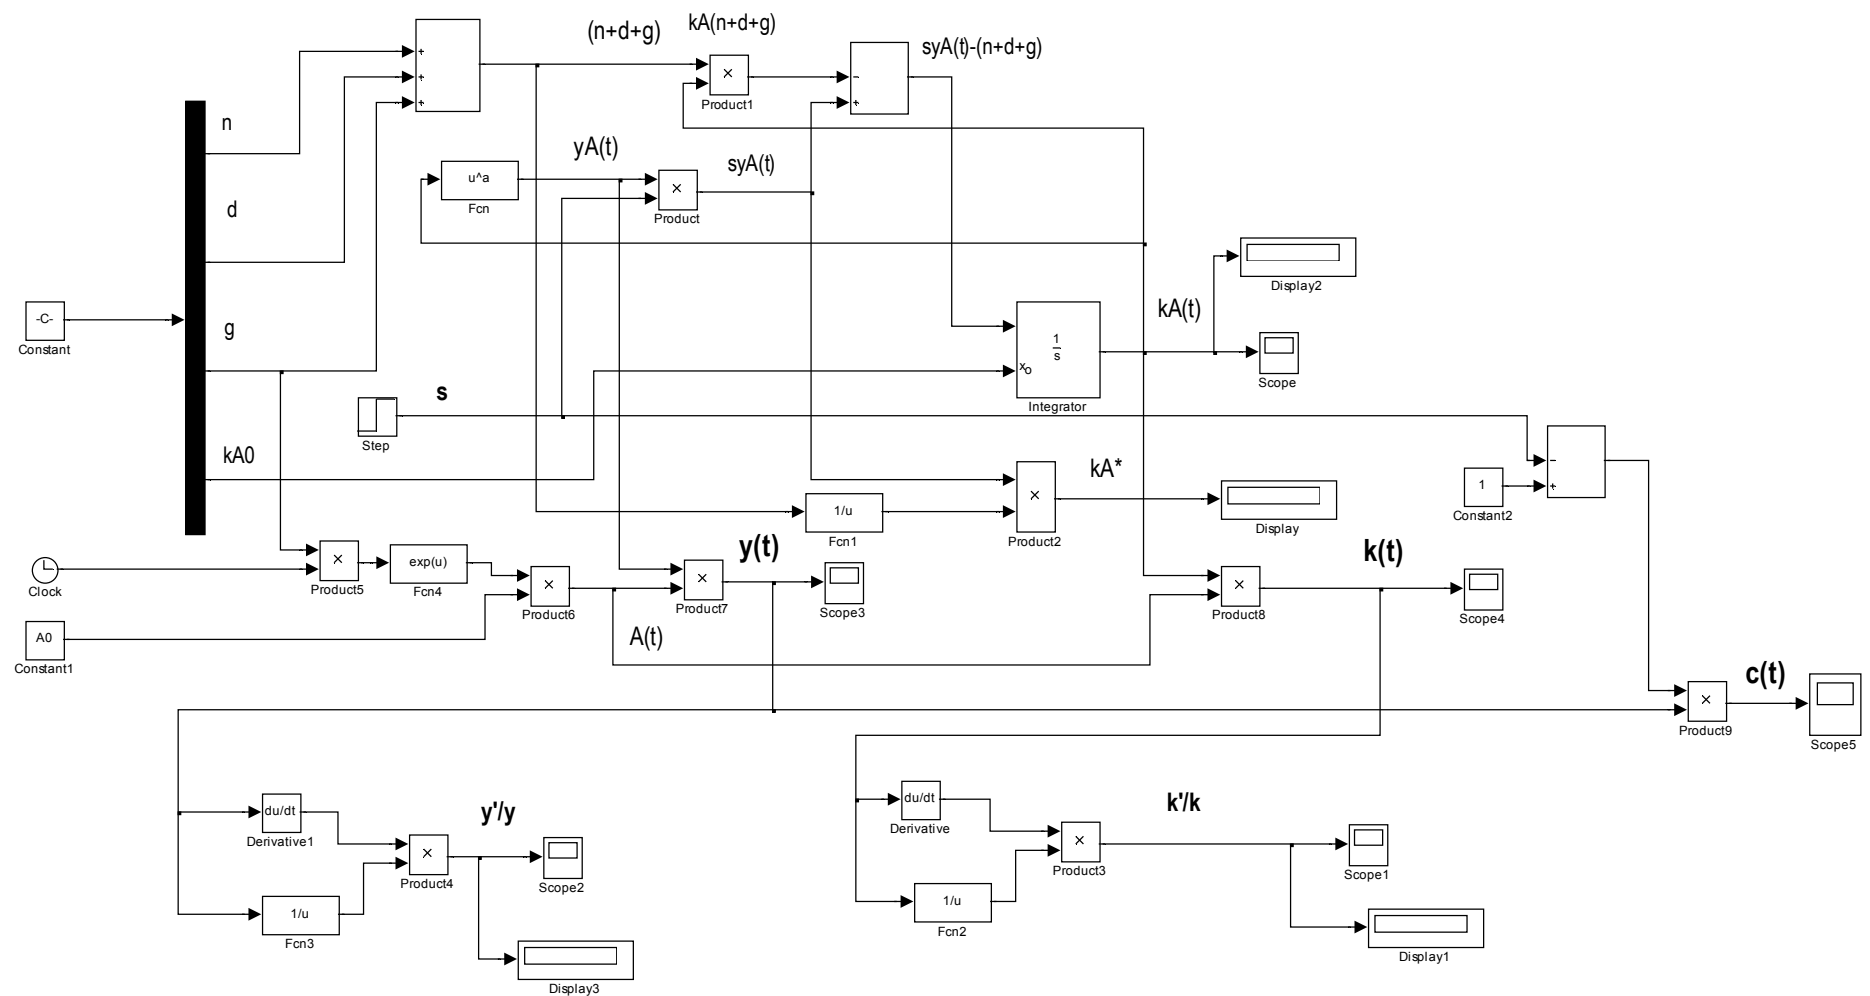 (n+d+g)
kA(n+d+g)
syA(t)-(n+d+g)
+
+
+
×
Product1
−
+
n
yA(t)
syA(t)
u^a
Fcn
×
Product
d
Display2
g
-C-
Constant
kA(t)
1
s
xo
Integrator
Scope
s
Step
kA0
kA*
−
+
1
Constant2
×
Product2
1/u
Fcn1
Display
y(t)
k(t)
Clock
×
Product5
exp(u)
Fcn4
×
Product6
×
Product7
Scope3
×
Product8
Scope4
A0
Constant1
A(t)
c(t)
×
Product9
Scope5
du/dt
Derivative1
y'/y
×
Product4
Scope2
1/u
Fcn3
Display3
du/dt
Derivative
k'/k
×
Product3
Scope1
1/u
Fcn2
Display1